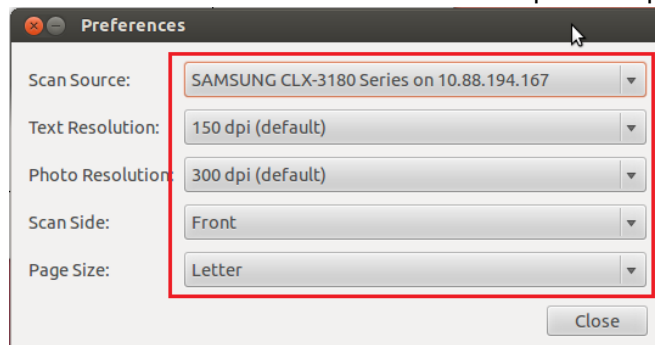 Preferences
Scan Source: SAMSUNG CLX-3180 Series on 10.88.194.167
Text Resolution: 150 dpi (default)
Photo Resolution: 300 dpi (default)
Scan Side: Front
Page Size: Letter
Close